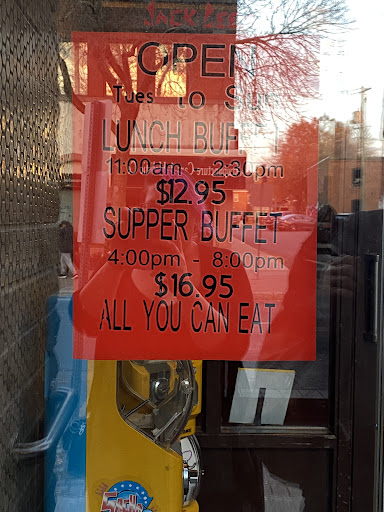 OPEN
Tues to Sun
LUNCH BUFFET
11:00am - 2:30pm
$12.95
SUPPER BUFFET
4:00pm - 8:00pm
$16.95
ALL YOU CAN EAT